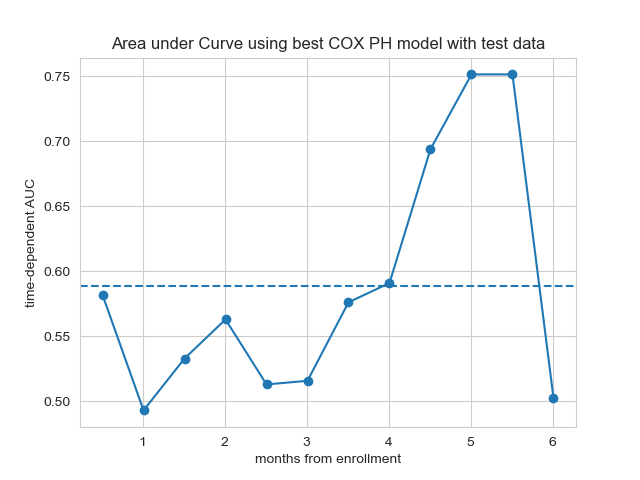 Area under Curve using best COX PH model with test data
0.75
0.70
0.65
0.60
0.55
0.50
time-dependent AUC
1 2 3 4 5 6
months from enrollment